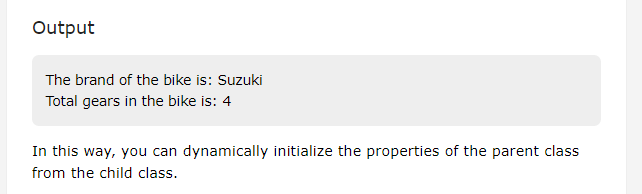 Output
The brand of the bike is: Suzuki
Total gears in the bike is: 4
In this way, you can dynamically initialize the properties of the parent class
from the child class.